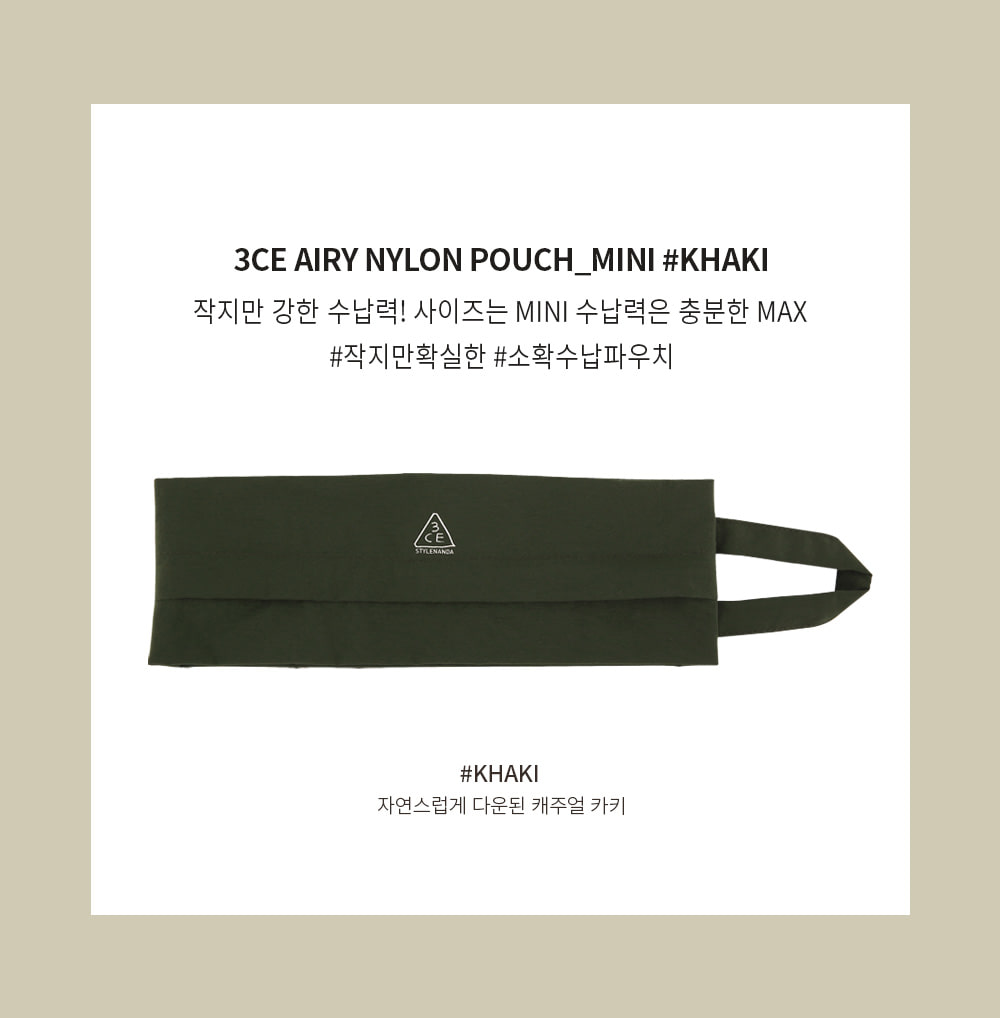 3CE AIRY NYLON POUCH_MINI #KHAKI
작지만 강한 수납력! 사이즈는 MINI 수납력은 충분한 MAX
#작지만확실한 #소확수납파우치
3
CE
STYLENANDA
#KHAKI
자연스럽게 다운된 캐주얼 카키